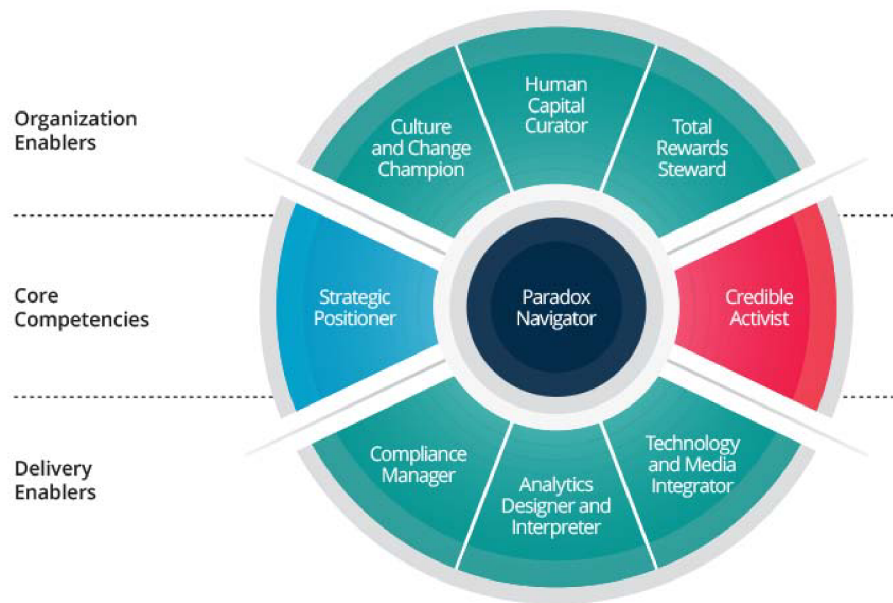 Organization
Enablers
Culture
and Change
Champion
Human
Capital
Curator
Total
Rewards
Steward
Core
Competencies
Strategic
Positioner
Paradox
Navigator
Credible
Activist
Delivery
Enablers
Compliance
Manager
Analytics
Designer and
Interpreter
Technology
and Media
Integrator